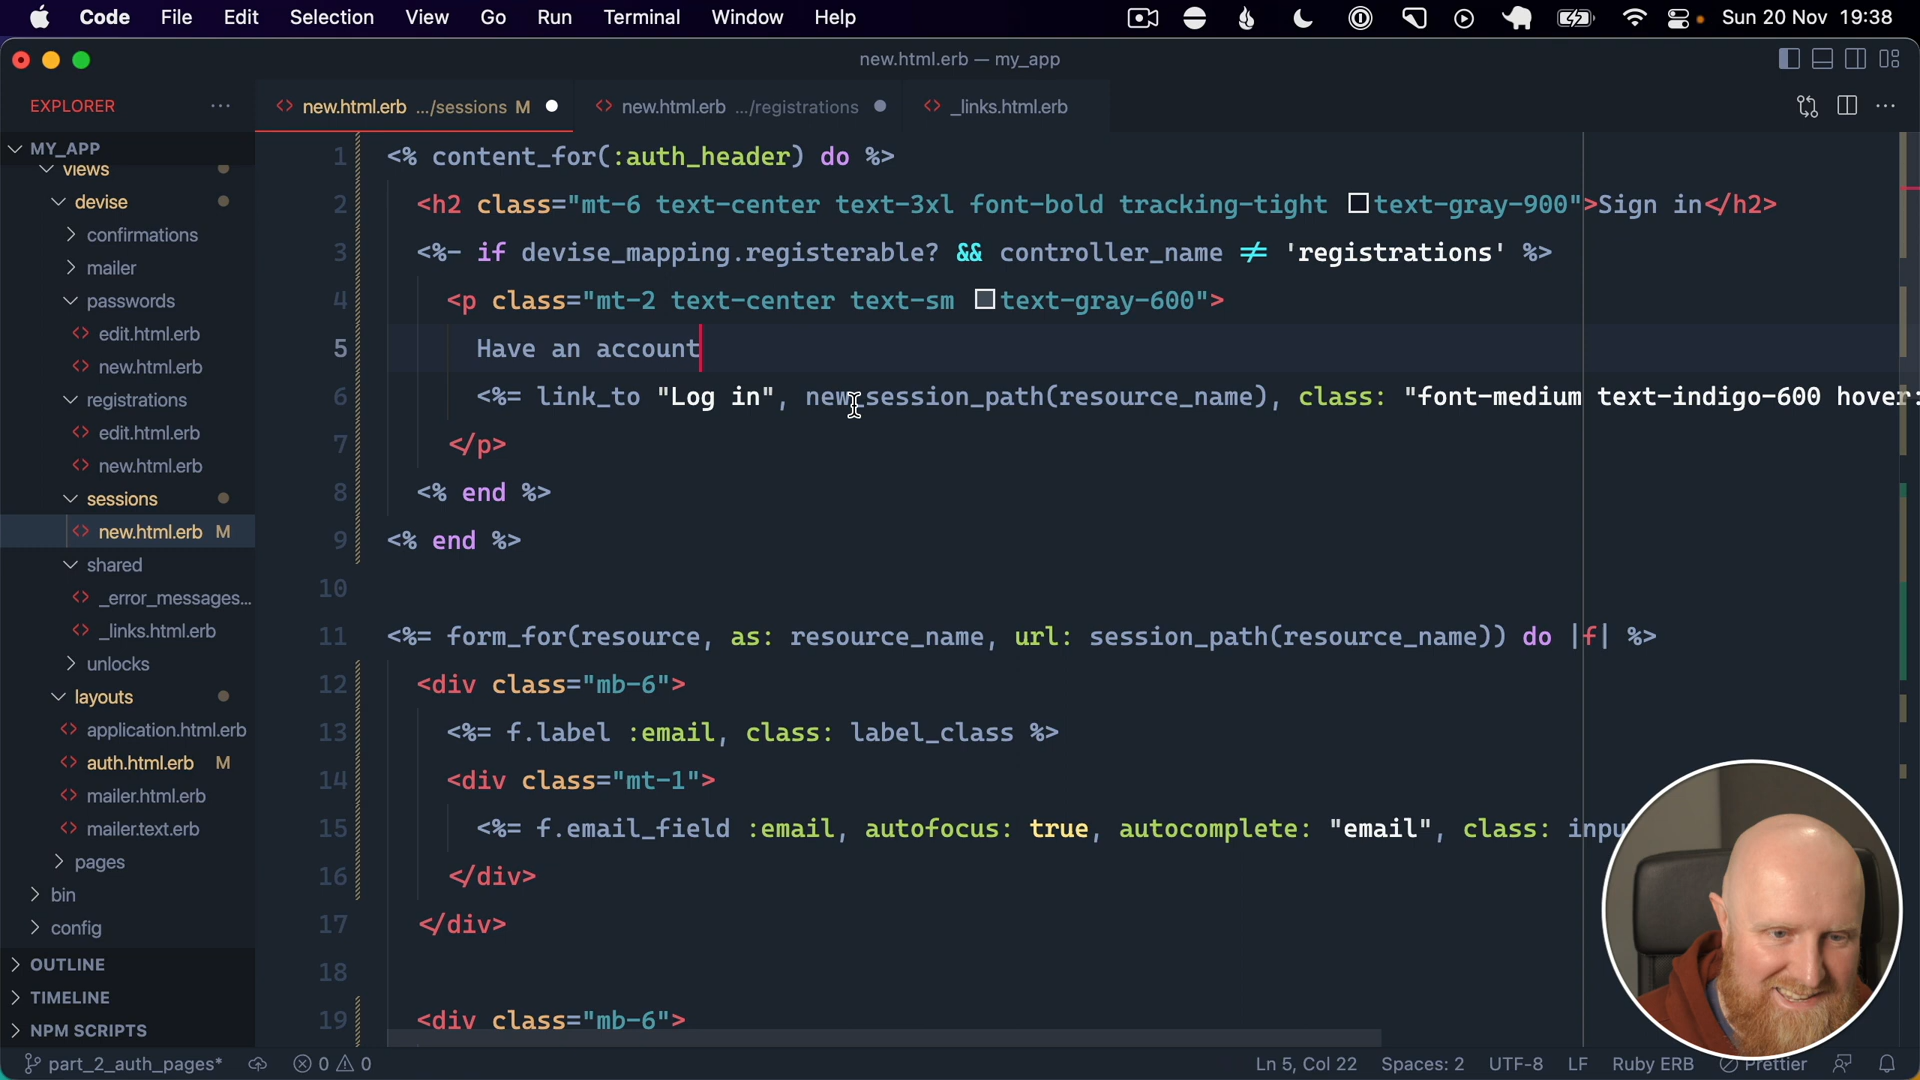 Code File Edit Selection View Go Run Terminal Window Help Sun 20 Nov 19:38
new.html.erb — my_app
EXPLORER ···
new.html.erb .../sessions M
new.html.erb .../registrations
_links.html.erb
MY_APP
views
devise
confirmations
mailer
passwords
edit.html.erb
new.html.erb
registrations
edit.html.erb
new.html.erb
sessions
new.html.erb M
shared
_error_messages...
_links.html.erb
unlocks
layouts
application.html.erb
auth.html.erb M
mailer.html.erb
mailer.text.erb
pages
bin
config
OUTLINE
TIMELINE
NPM SCRIPTS
1 <% content_for(:auth_header) do %>
2 <h2 class="mt-6 text-center text-3xl font-bold tracking-tight text-gray-900">Sign in</h2>
3 <%- if devise_mapping.registerable? && controller_name != 'registrations' %>
4 <p class="mt-2 text-center text-sm text-gray-600">
5 Have an account
6 <%= link_to "Log in", new_session_path(resource_name), class: "font-medium text-indigo-600 hover:
7 </p>
8 <% end %>
9 <% end %>
10
11 <%= form_for(resource, as: resource_name, url: session_path(resource_name)) do |f| %>
12 <div class="mb-6">
13 <%= f.label :email, class: label_class %>
14 <div class="mt-1">
15 <%= f.email_field :email, autofocus: true, autocomplete: "email", class: inpu
16 </div>
17 </div>
18
19 <div class="mb-6">
part_2_auth_pages* 0 0 Ln 5, Col 22 Spaces: 2 UTF-8 LF Ruby ERB Prettier